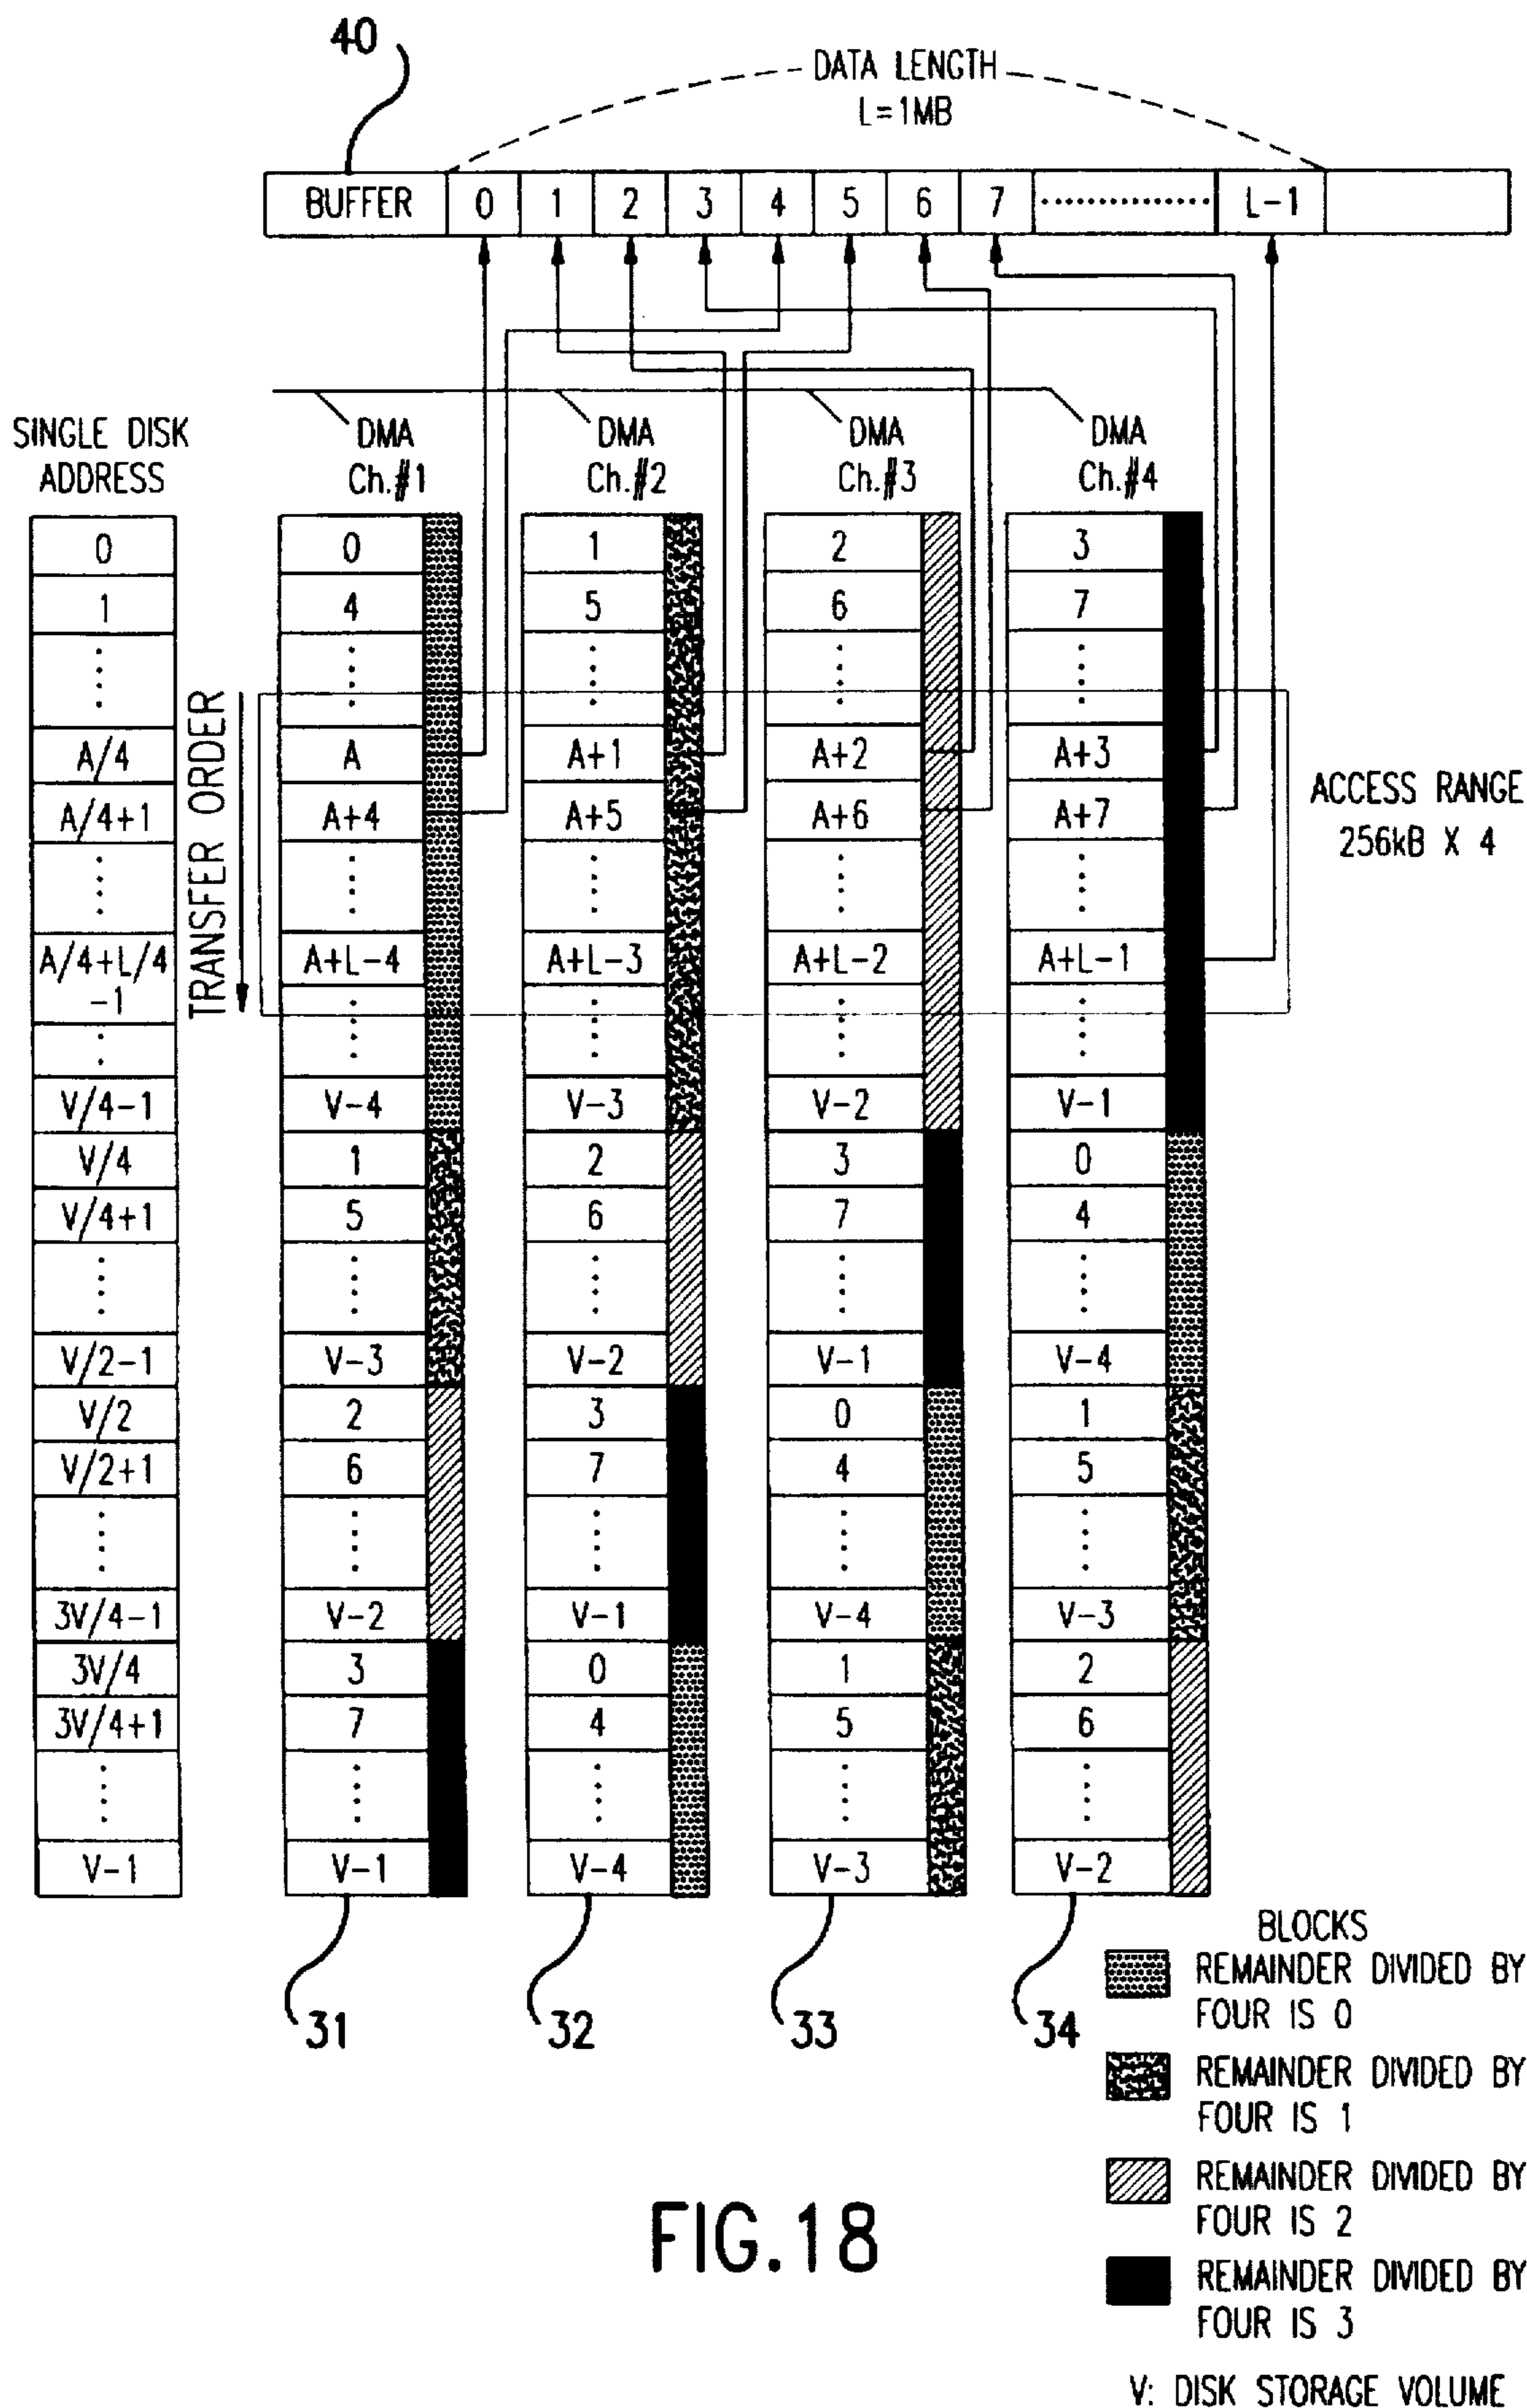 40
DATA LENGTH
L=1MB
BUFFER 0 1 2 3 4 5 6 7 .............. L-1
SINGLE DISK
ADDRESS
DMA
Ch.#1
DMA
Ch.#2
DMA
Ch.#3
DMA
Ch.#4
0 0 1 2 3
1 4 5 6 7
A/4 A A+1 A+2 A+3
A/4+1 A+4 A+5 A+6 A+7
A/4+L/4
-1 A+L-4 A+L-3 A+L-2 A+L-1
TRANSFER ORDER
ACCESS RANGE
256kB X 4
V/4-1 V-4 V-3 V-2 V-1
V/4 1 2 3 0
V/4+1 5 6 7 4
V/2-1 V-3 V-2 V-1 V-4
V/2 2 3 0 1
V/2+1 6 7 4 5
3V/4-1 V-2 V-1 V-4 V-3
3V/4 3 0 1 2
3V/4+1 7 4 5 6
V-1 V-1 V-4 V-3 V-2
31 32 33 34
BLOCKS
REMAINDER DIVIDED BY
FOUR IS 0
REMAINDER DIVIDED BY
FOUR IS 1
REMAINDER DIVIDED BY
FOUR IS 2
REMAINDER DIVIDED BY
FOUR IS 3
V: DISK STORAGE VOLUME
FIG.18